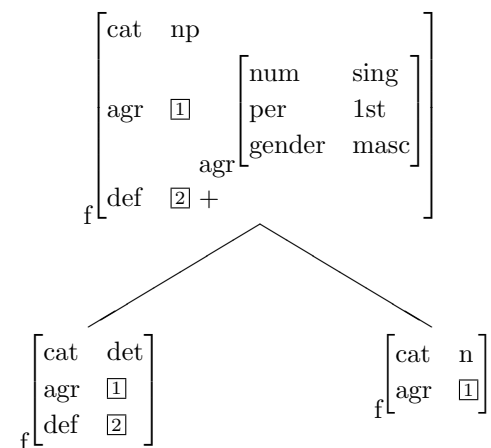 cat np
num sing
agr 1 per 1st
gender masc
agr
def 2 +
f
cat det
agr 1
def 2
f
cat n
agr 1
f